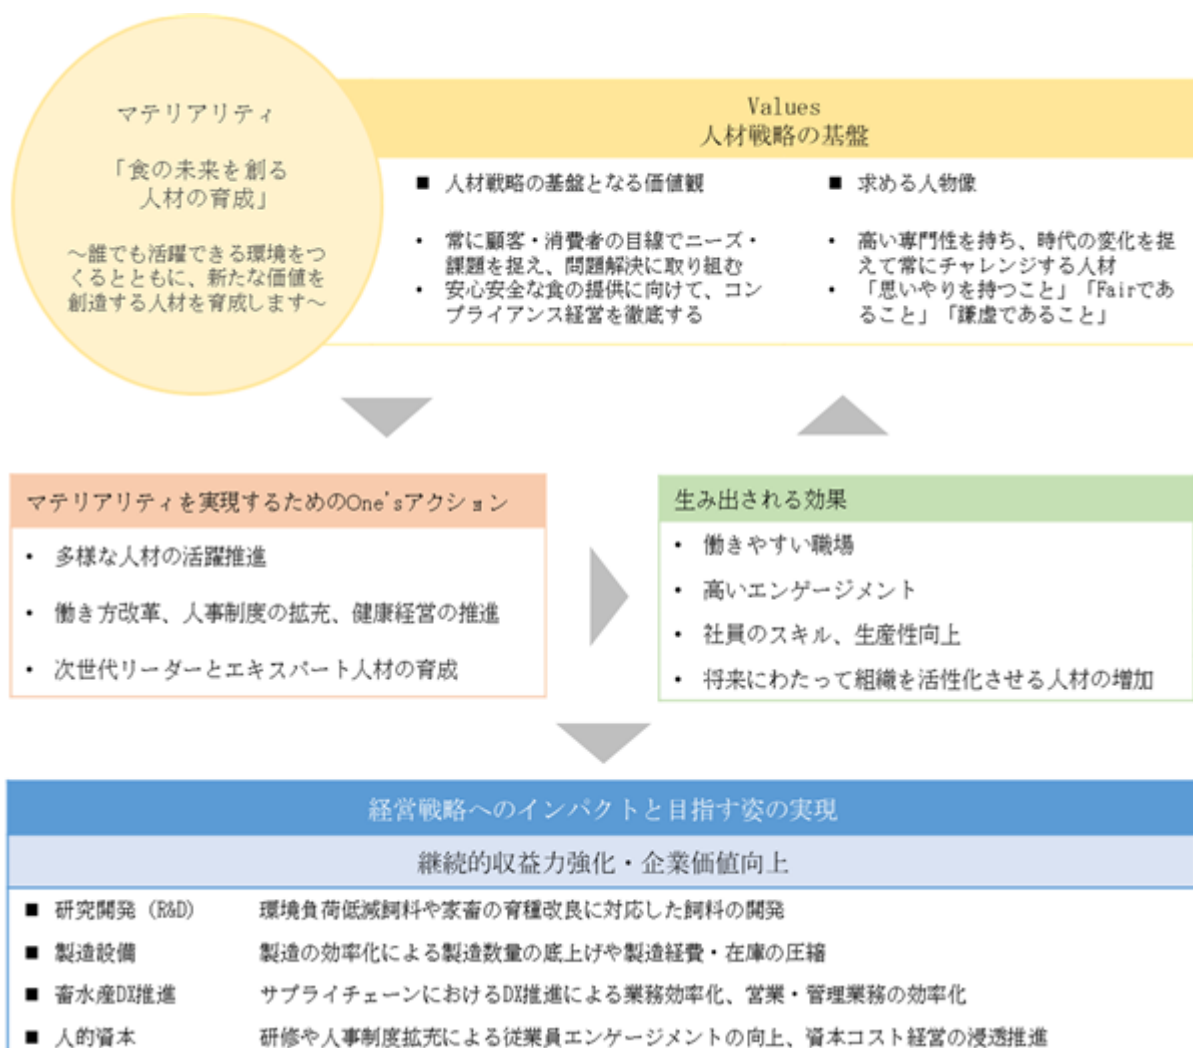 マテリアリティ
「食の未来を創る
人材の育成」
～誰でも活躍できる環境をつ
くるとともに、新たな価値を
創造する人材を育成します～
Values
人材戦略の基盤
■ 人材戦略の基盤となる価値観
• 常に顧客・消費者の目線でニーズ・
課題を捉え、問題解決に取り組む
• 安心安全な食の提供に向けて、コン
プライアンス経営を徹底する
■ 求める人物像
• 高い専門性を持ち、時代の変化を捉
えて常にチャレンジする人材
• 「思いやりを持つこと」「Fairであ
ること」「謙虚であること」
マテリアリティを実現するためのOne'sアクション
• 多様な人材の活躍推進
• 働き方改革、人事制度の拡充、健康経営の推進
• 次世代リーダーとエキスパート人材の育成
生み出される効果
• 働きやすい職場
• 高いエンゲージメント
• 社員のスキル、生産性向上
• 将来にわたって組織を活性化させる人材の増加
経営戦略へのインパクトと目指す姿の実現
継続的収益力強化・企業価値向上
■ 研究開発（R&D） 環境負荷低減飼料や家畜の育種改良に対応した飼料の開発
■ 製造設備 製造の効率化による製造数量の底上げや製造経費・在庫の圧縮
■ 畜水産DX推進 サプライチェーンにおけるDX推進による業務効率化、営業・管理業務の効率化
■ 人的資本 研修や人事制度拡充による従業員エンゲージメントの向上、資本コスト経営の浸透推進